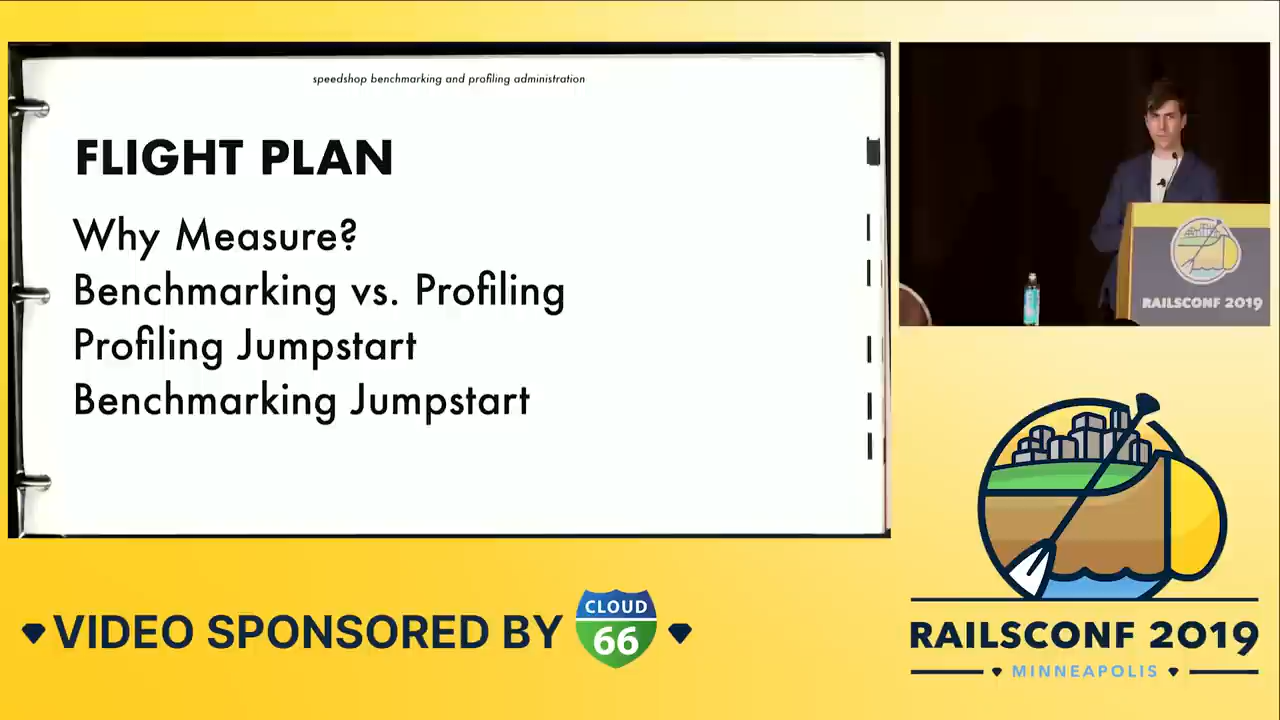 speedshop benchmarking and profiling administration
FLIGHT PLAN
Why Measure?
Benchmarking vs. Profiling
Profiling Jumpstart
Benchmarking Jumpstart
RAILSCONF 2019
VIDEO SPONSORED BY
CLOUD
66
RAILSCONF 2019
MINNEAPOLIS